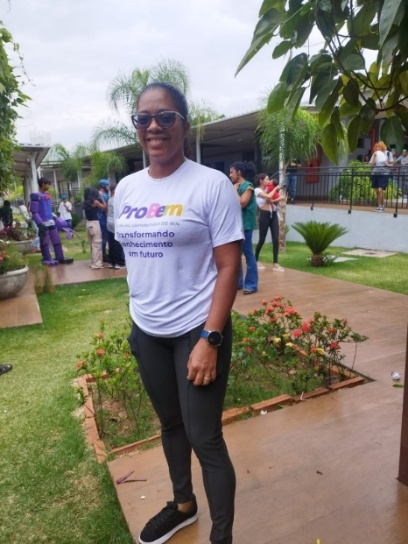 ProBem
Transformando
conhecimento
em futuro